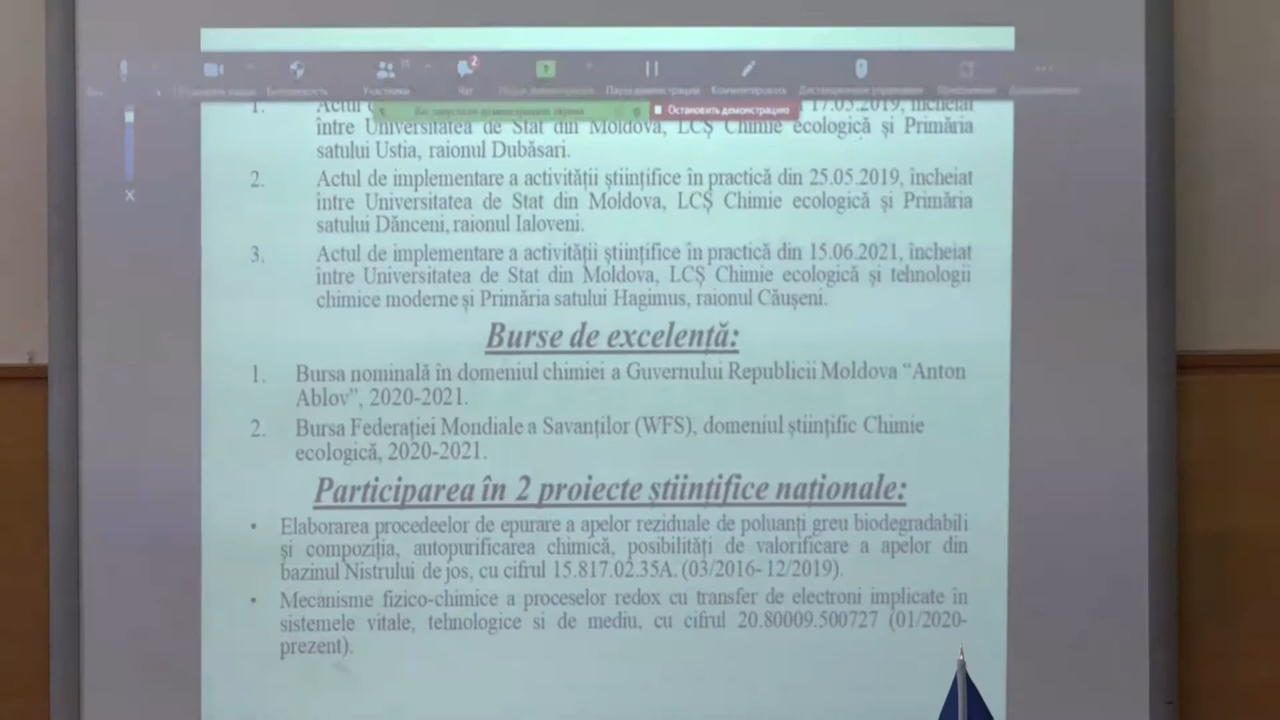 2
Участники
Чат
Пауза демонстрации
Комментировать
Дистанционное управление
Остановить демонстрацию
1. Actul 17.05.2019, încheiat
între Universitatea de Stat din Moldova, LCȘ Chimie ecologică și Primăria
satului Ustia, raionul Dubăsari.
2. Actul de implementare a activității științifice în practică din 25.05.2019, încheiat
între Universitatea de Stat din Moldova, LCȘ Chimie ecologică și Primăria
satului Dănceni, raionul Ialoveni.
3. Actul de implementare a activității științifice în practică din 15.06.2021, încheiat
între Universitatea de Stat din Moldova, LCȘ Chimie ecologică și tehnologii
chimice moderne și Primăria satului Hagimus, raionul Căușeni.
Burse de excelență:
1. Bursa nominală în domeniul chimiei a Guvernului Republicii Moldova “Anton
Ablov”, 2020-2021.
2. Bursa Federației Mondiale a Savanților (WFS), domeniul științific Chimie
ecologică, 2020-2021.
Participarea în 2 proiecte științifice naționale:
• Elaborarea procedeelor de epurare a apelor reziduale de poluanți greu biodegradabili
și compoziția, autopurificarea chimică, posibilități de valorificare a apelor din
bazinul Nistrului de jos, cu cifrul 15.817.02.35A. (03/2016- 12/2019).
• Mecanisme fizico-chimice a proceselor redox cu transfer de electroni implicate în
sistemele vitale, tehnologice si de mediu, cu cifrul 20.80009.500727 (01/2020-
prezent).